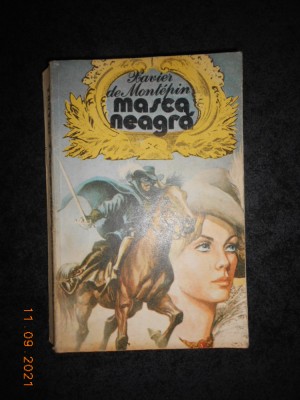 Xavier
de Montépin
masca
neagră
11 09 2021